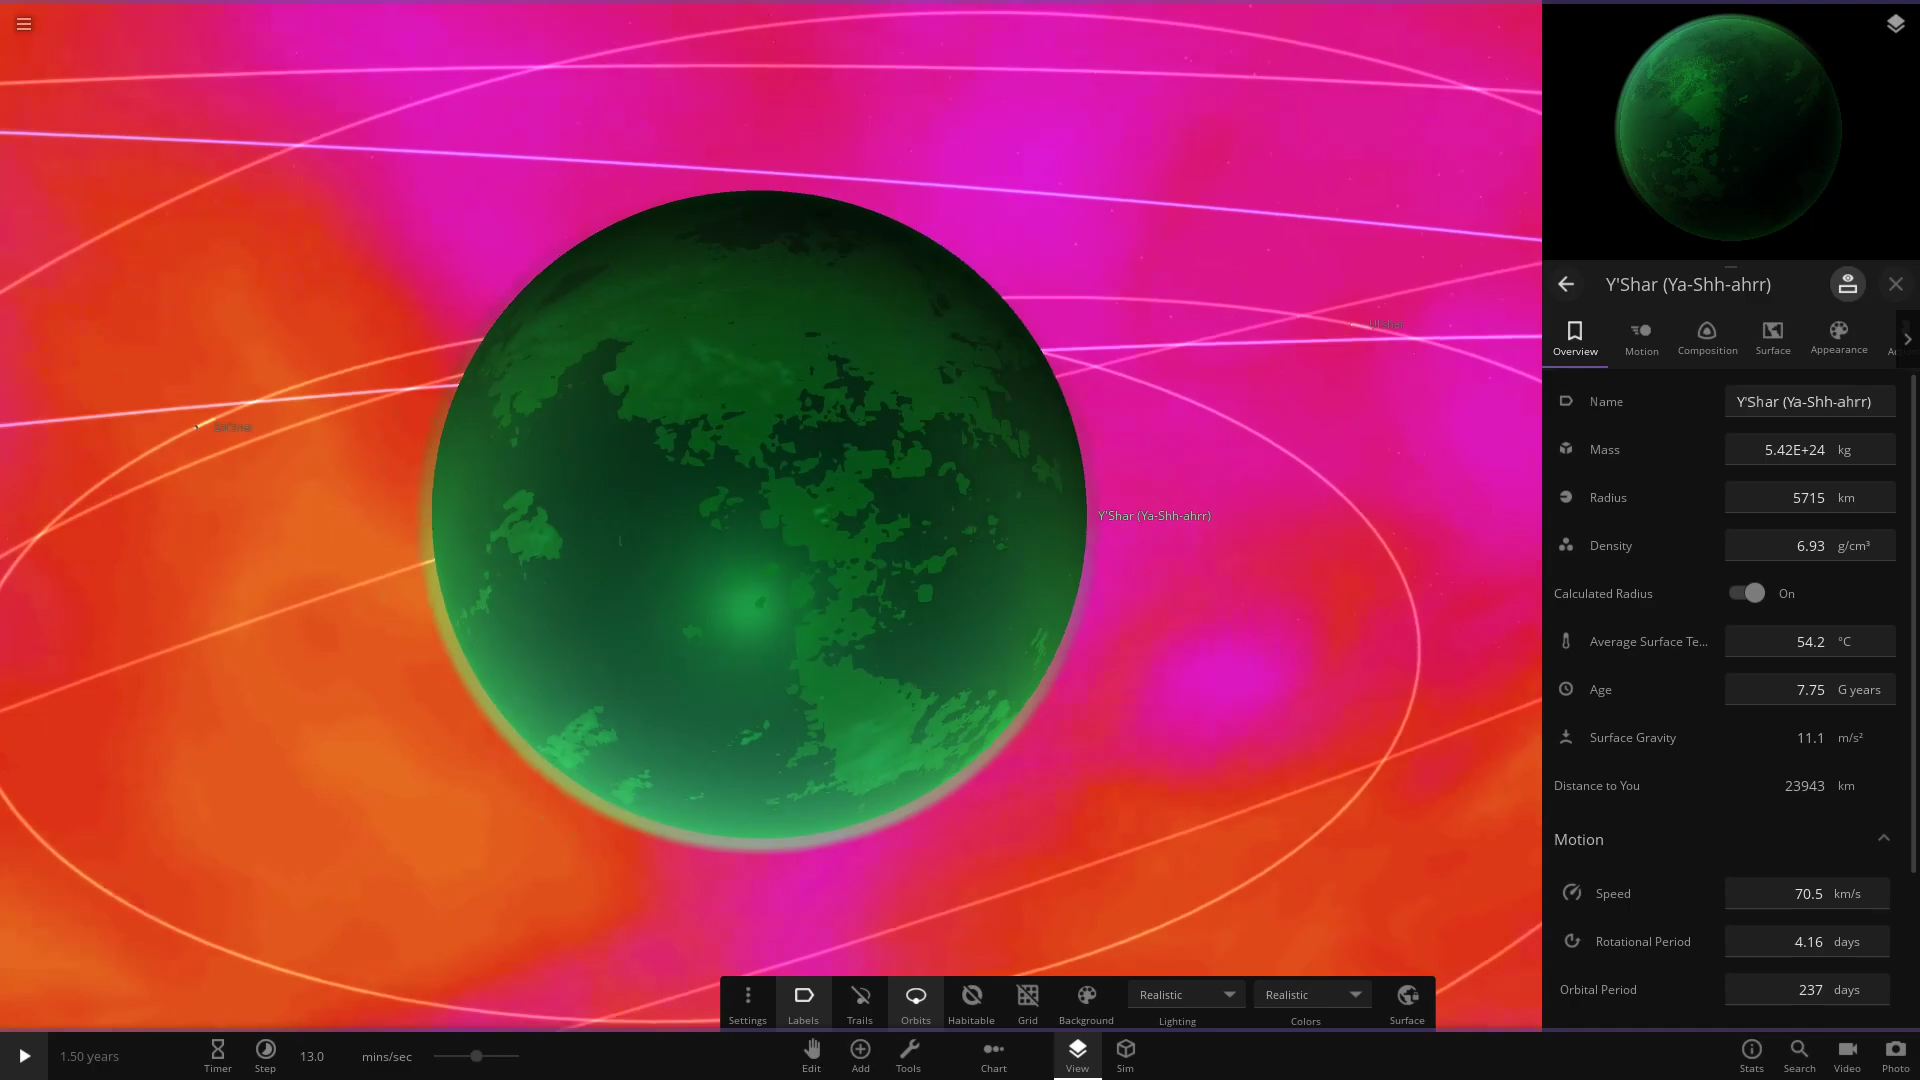 Y'Shar (Ya-Shh-ahrr)
Y'Shar (Ya-Shh-ahrr)
Overview
Motion
Composition
Surface
Appearance
Name
Y'Shar (Ya-Shh-ahrr)
Mass
5.42E+24 kg
Radius
5715 km
Density
6.93 g/cm³
Calculated Radius
On
Average Surface Te...
54.2 °C
Age
7.75 G years
Surface Gravity
11.1 m/s²
Distance to You
23943 km
Motion
Speed
70.5 km/s
Rotational Period
4.16 days
Orbital Period
237 days
Settings
Labels
Trails
Orbits
Habitable
Grid
Background
Realistic
Lighting
Realistic
Colors
Surface
1.50 years
Timer
Step
13.0 mins/sec
Edit
Add
Tools
Chart
View
Sim
Stats
Search
Video
Photo